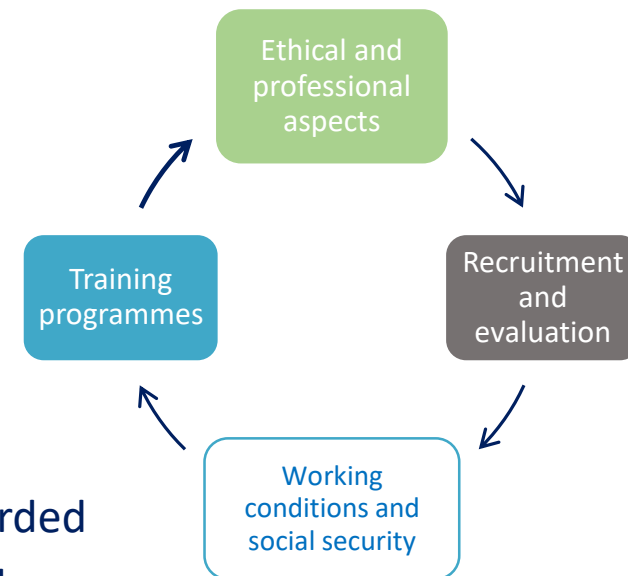 Ethical and
professional
aspects
Recruitment
and
evaluation
Training
programmes
Working
conditions and
social security
rded